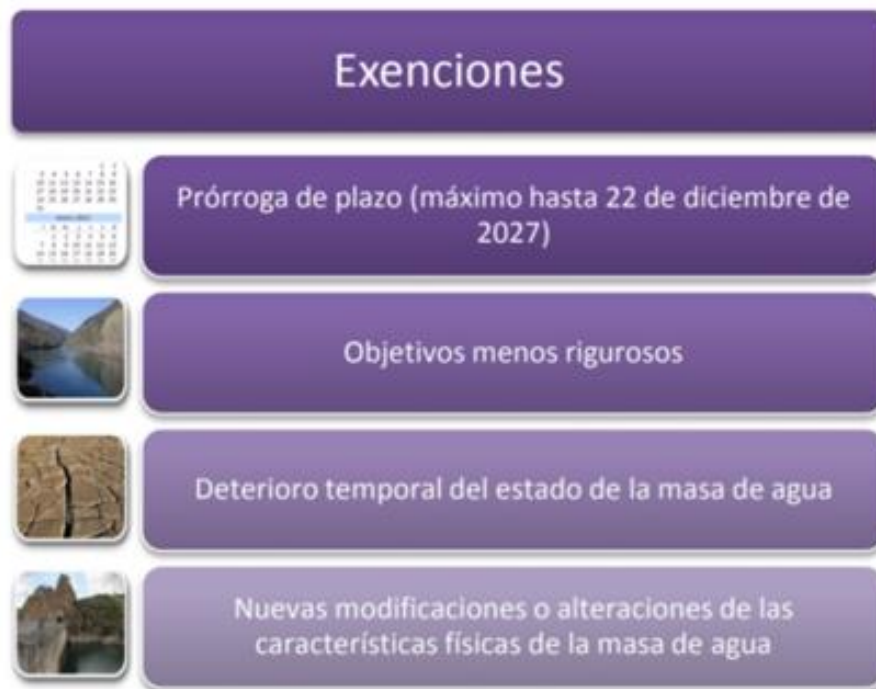 Exenciones
Prórroga de plazo (máximo hasta 22 de diciembre de
2027)
Objetivos menos rigurosos
Deterioro temporal del estado de la masa de agua
Nuevas modificaciones o alteraciones de las
características físicas de la masa de agua